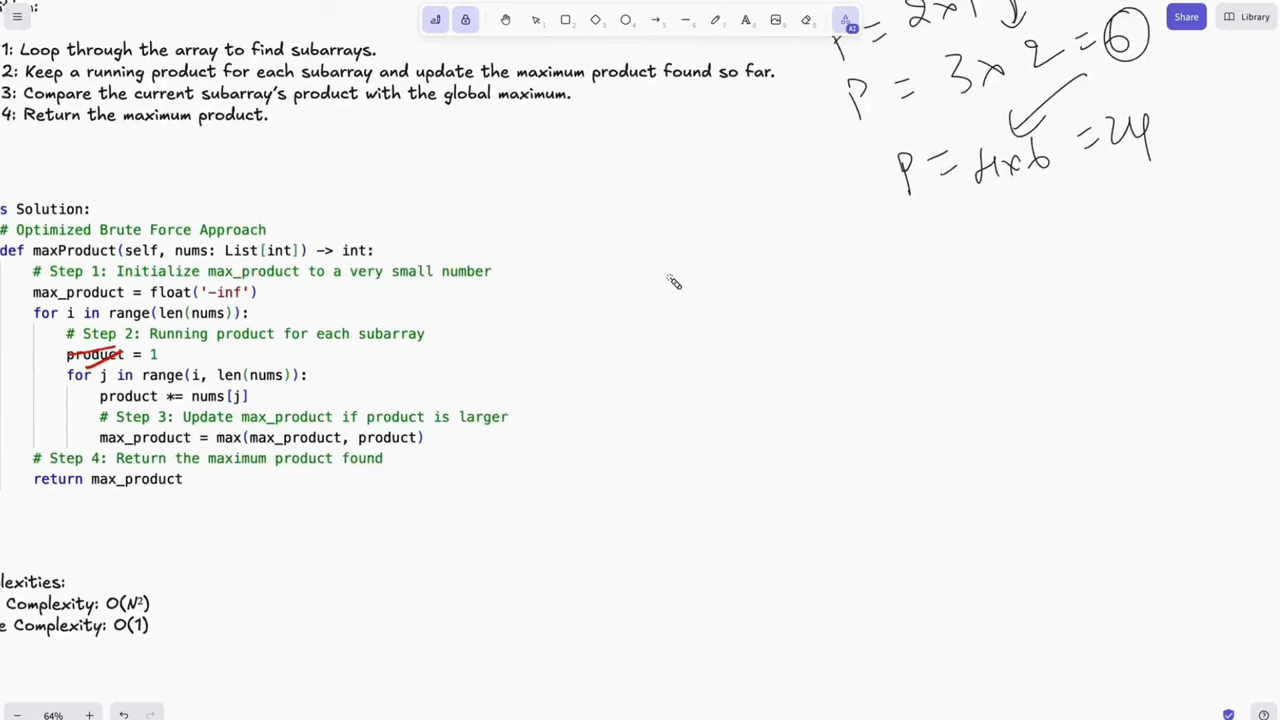 Share
Library
1: Loop through the array to find subarrays.
2: Keep a running product for each subarray and update the maximum product found so far.
3: Compare the current subarray's product with the global maximum.
4: Return the maximum product.
P = 2x1
P = 3x2 = 6
P = 4x6 = 24
s Solution:
# Optimized Brute Force Approach
def maxProduct(self, nums: List[int]) -> int:
# Step 1: Initialize max_product to a very small number
max_product = float('-inf')
for i in range(len(nums)):
# Step 2: Running product for each subarray
product = 1
for j in range(i, len(nums)):
product *= nums[j]
# Step 3: Update max_product if product is larger
max_product = max(max_product, product)
# Step 4: Return the maximum product found
return max_product
lexities:
Complexity: O(N²)
e Complexity: O(1)
64%